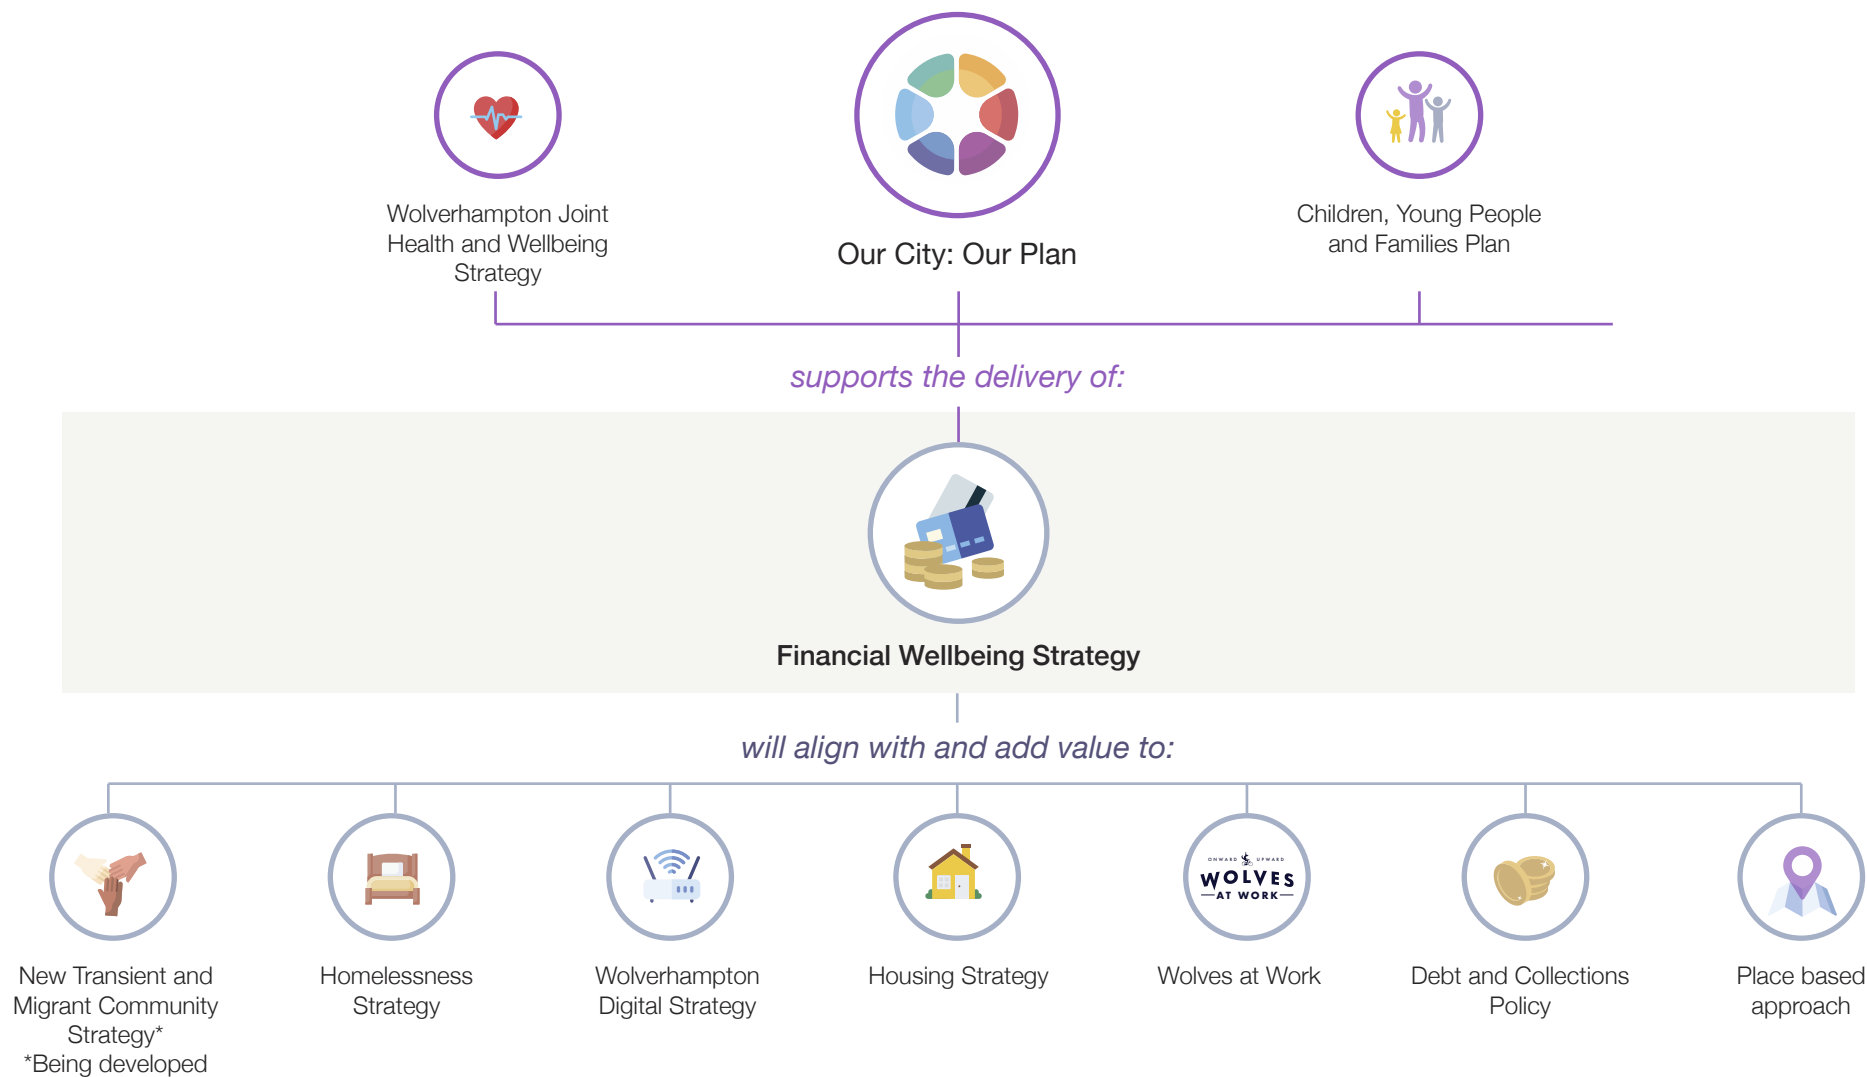 Wolverhampton Joint
Health and Wellbeing
Strategy
Our City: Our Plan
Children, Young People
and Families Plan
supports the delivery of:
Financial Wellbeing Strategy
will align with and add value to:
ONWARD UPWARD
WOLVES
AT WORK
New Transient and
Migrant Community
Strategy*
*Being developed
Homelessness
Strategy
Wolverhampton
Digital Strategy
Housing Strategy
Wolves at Work
Debt and Collections
Policy
Place based
approach